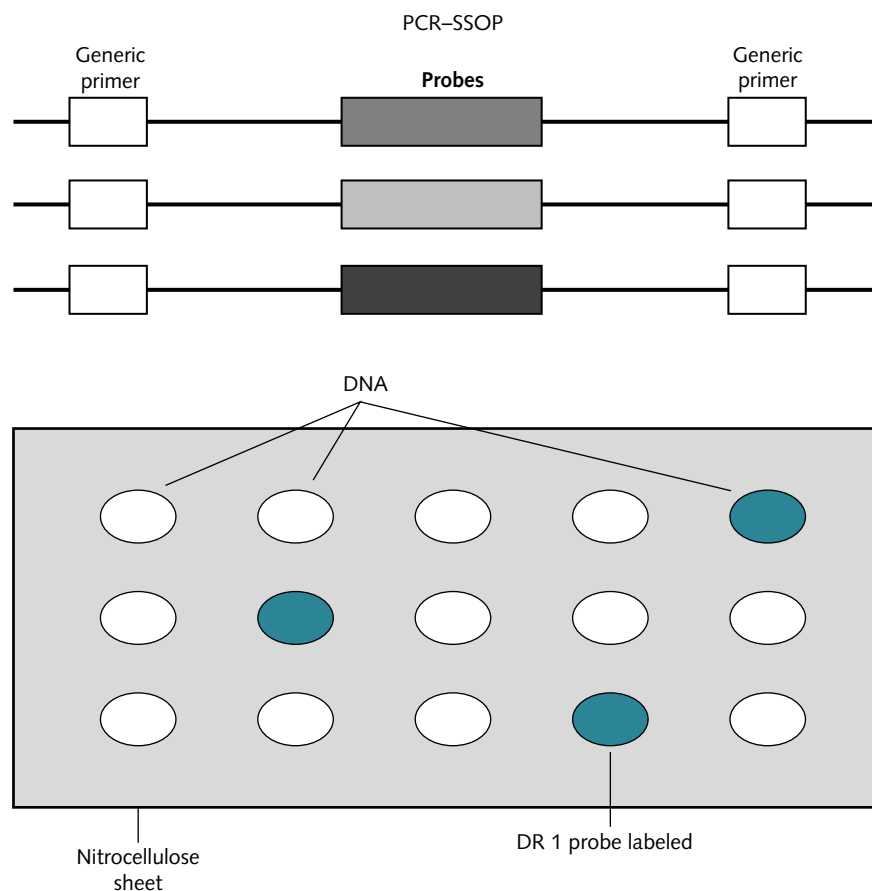 PCR–SSOP
Generic
primer
Probes
Generic
primer
DNA
DR 1 probe labeled
Nitrocellulose
sheet